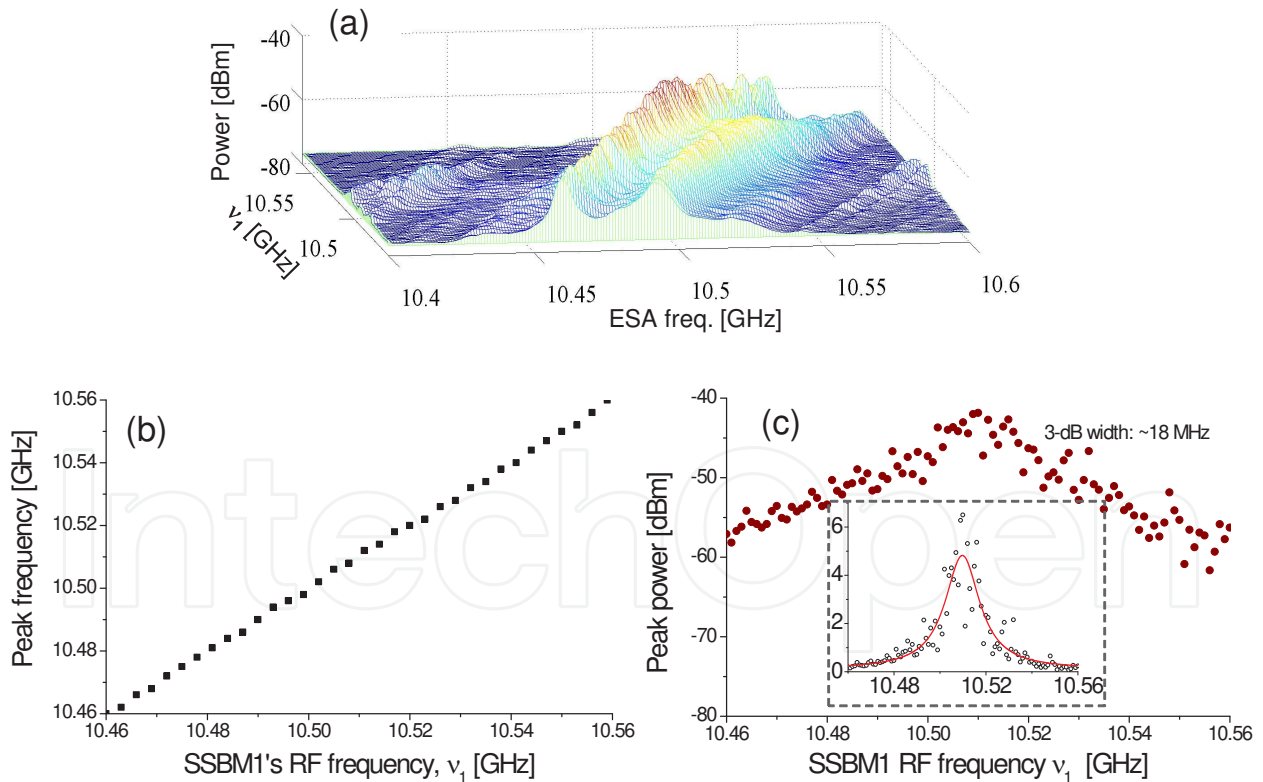 (a)
Power [dBm]
-40
-60
-80
10.55
10.5
ν1 [GHz]
10.4
10.45
10.5
10.55
10.6
ESA freq. [GHz]
(b)
Peak frequency [GHz]
10.56
10.54
10.52
10.50
10.48
10.46
10.46 10.48 10.50 10.52 10.54 10.56
SSBM1's RF frequency, ν1 [GHz]
(c)
3-dB width: ~18 MHz
Peak power [dBm]
-40
-50
-60
-70
-80
6
4
2
0
10.48 10.52 10.56
10.46 10.48 10.50 10.52 10.54 10.56
SSBM1 RF frequency ν1 [GHz]
IntechOpen